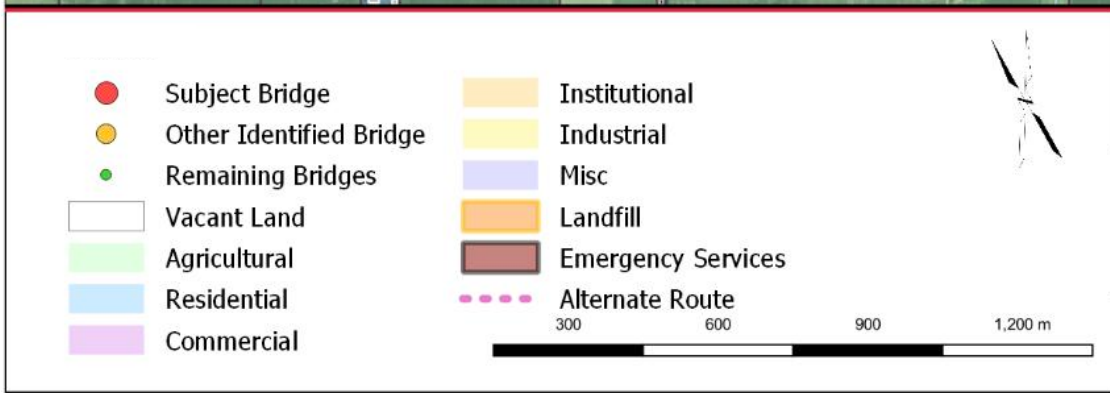 Subject Bridge
Other Identified Bridge
Remaining Bridges
Vacant Land
Agricultural
Residential
Commercial
Institutional
Industrial
Misc
Landfill
Emergency Services
Alternate Route
300 600 900 1,200 m